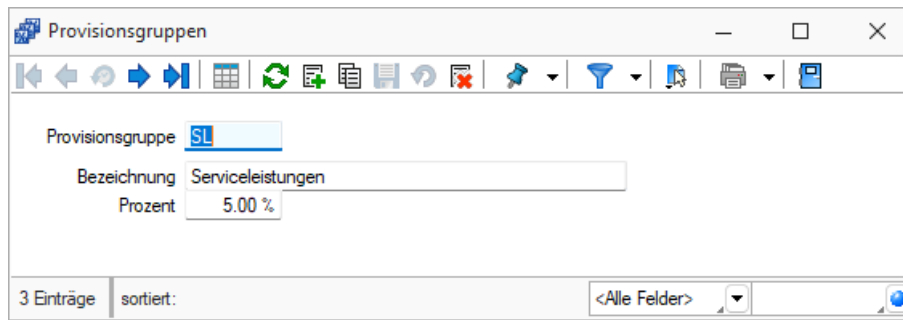 Provisionsgruppen
Provisionsgruppe SL
Bezeichnung Serviceleistungen
Prozent 5.00 %
3 Einträge sortiert: <Alle Felder>